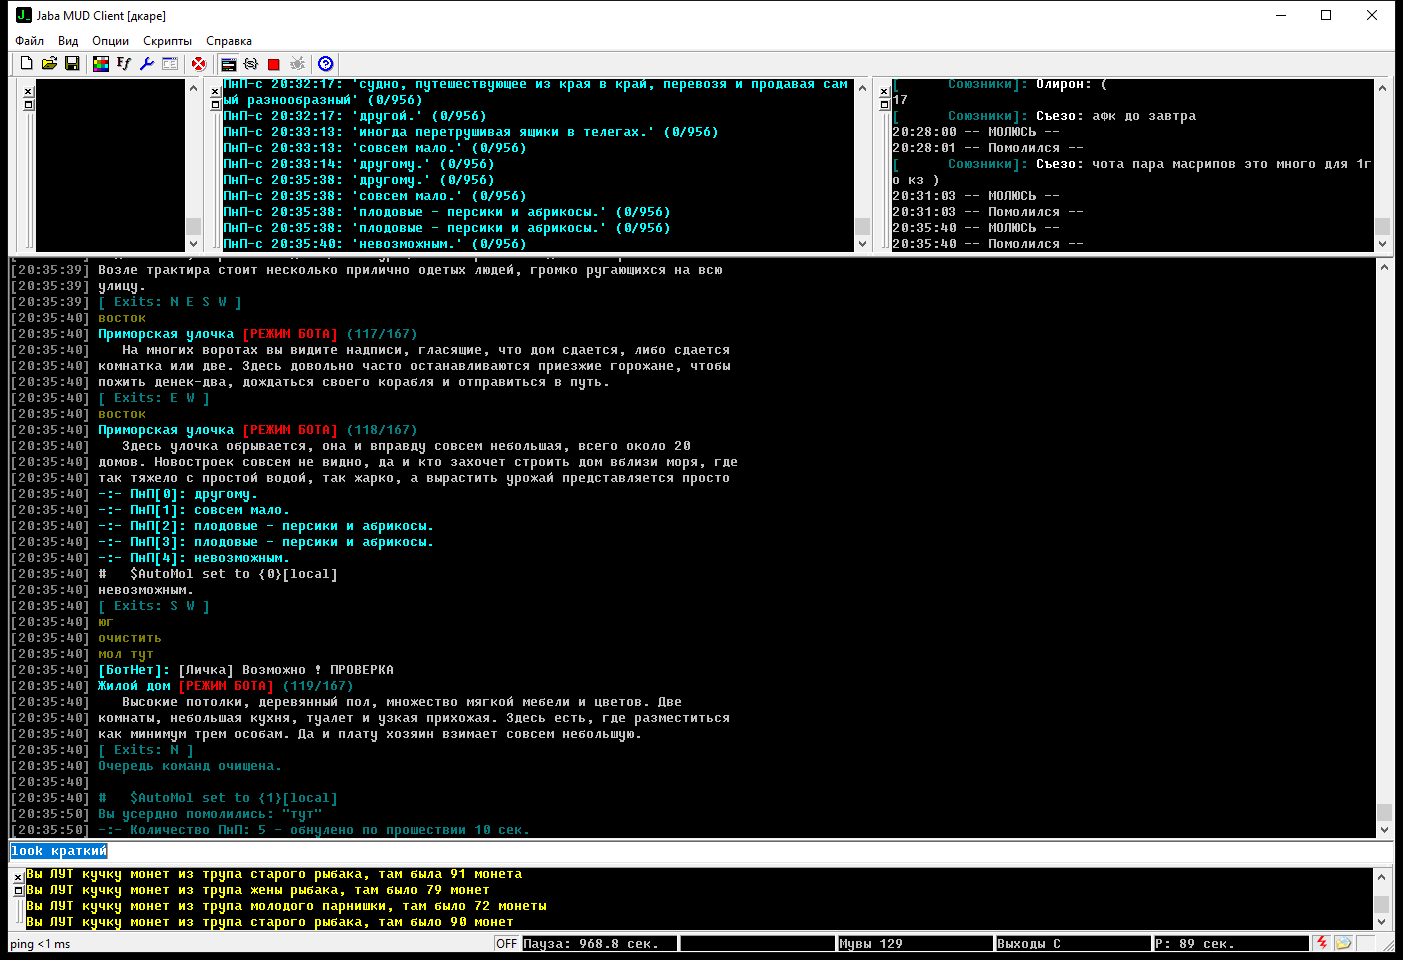 Jaba MUD Client [дкаре]
Файл Вид Опции Скрипты Справка
ПнП-с 20:32:17: 'судно, путешествующее из края в край, перевозя и продавая сам
ый разнообразный' (0/956)
ПнП-с 20:32:17: 'другой.' (0/956)
ПнП-с 20:33:13: 'иногда перетрушивая ящики в телегах.' (0/956)
ПнП-с 20:33:13: 'совсем мало.' (0/956)
ПнП-с 20:33:14: 'другому.' (0/956)
ПнП-с 20:35:38: 'другому.' (0/956)
ПнП-с 20:35:38: 'совсем мало.' (0/956)
ПнП-с 20:35:38: 'плодовые - персики и абрикосы.' (0/956)
ПнП-с 20:35:38: 'плодовые - персики и абрикосы.' (0/956)
ПнП-с 20:35:40: 'невозможным.' (0/956)
[ Союзники]: Олирон: (
17
[ Союзники]: Съезо: афк до завтра
20:28:00 -- МОЛЮСЬ --
20:28:01 -- Помолился --
[ Союзники]: Съезо: чота пара масрипов это много для 1г
о кз )
20:31:03 -- МОЛЮСЬ --
20:31:03 -- Помолился --
20:35:40 -- МОЛЮСЬ --
20:35:40 -- Помолился --
[20:35:39] Возле трактира стоит несколько прилично одетых людей, громко ругающихся на всю
[20:35:39] улицу.
[20:35:39] [ Exits: N E S W ]
[20:35:40] восток
[20:35:40] Приморская улочка [РЕЖИМ БОТА] (117/167)
[20:35:40] На многих воротах вы видите надписи, гласящие, что дом сдается, либо сдается
[20:35:40] комнатка или две. Здесь довольно часто останавливаются приезжие горожане, чтобы
[20:35:40] пожить денек-два, дождаться своего корабля и отправиться в путь.
[20:35:40] [ Exits: E W ]
[20:35:40] восток
[20:35:40] Приморская улочка [РЕЖИМ БОТА] (118/167)
[20:35:40] Здесь улочка обрывается, она и вправду совсем небольшая, всего около 20
[20:35:40] домов. Новостроек совсем не видно, да и кто захочет строить дом вблизи моря, где
[20:35:40] так тяжело с простой водой, так жарко, а вырастить урожай представляется просто
[20:35:40] -:- ПнП[0]: другому.
[20:35:40] -:- ПнП[1]: совсем мало.
[20:35:40] -:- ПнП[2]: плодовые - персики и абрикосы.
[20:35:40] -:- ПнП[3]: плодовые - персики и абрикосы.
[20:35:40] -:- ПнП[4]: невозможным.
[20:35:40] # $AutoMol set to {0}[local]
[20:35:40] невозможным.
[20:35:40] [ Exits: S W ]
[20:35:40] юг
[20:35:40] очистить
[20:35:40] мол тут
[20:35:40] [БотНет]: [Личка] Возможно ! ПРОВЕРКА
[20:35:40] Жилой дом [РЕЖИМ БОТА] (119/167)
[20:35:40] Высокие потолки, деревянный пол, множество мягкой мебели и цветов. Две
[20:35:40] комнаты, небольшая кухня, туалет и узкая прихожая. Здесь есть, где разместиться
[20:35:40] как минимум трем особам. Да и плату хозяин взимает совсем небольшую.
[20:35:40] [ Exits: N ]
[20:35:40] Очередь команд очищена.
[20:35:40]
[20:35:40] # $AutoMol set to {1}[local]
[20:35:50] Вы усердно помолились: "тут"
[20:35:50] -:- Количество ПнП: 5 - обнулено по прошествии 10 сек.
look краткий
Вы ЛУТ кучку монет из трупа старого рыбака, там была 91 монета
Вы ЛУТ кучку монет из трупа жены рыбака, там было 79 монет
Вы ЛУТ кучку монет из трупа молодого парнишки, там было 72 монеты
Вы ЛУТ кучку монет из трупа старого рыбака, там было 90 монет
ping <1 ms OFF Пауза: 968.8 сек. Мувы 129 Выходы С Р: 89 сек.